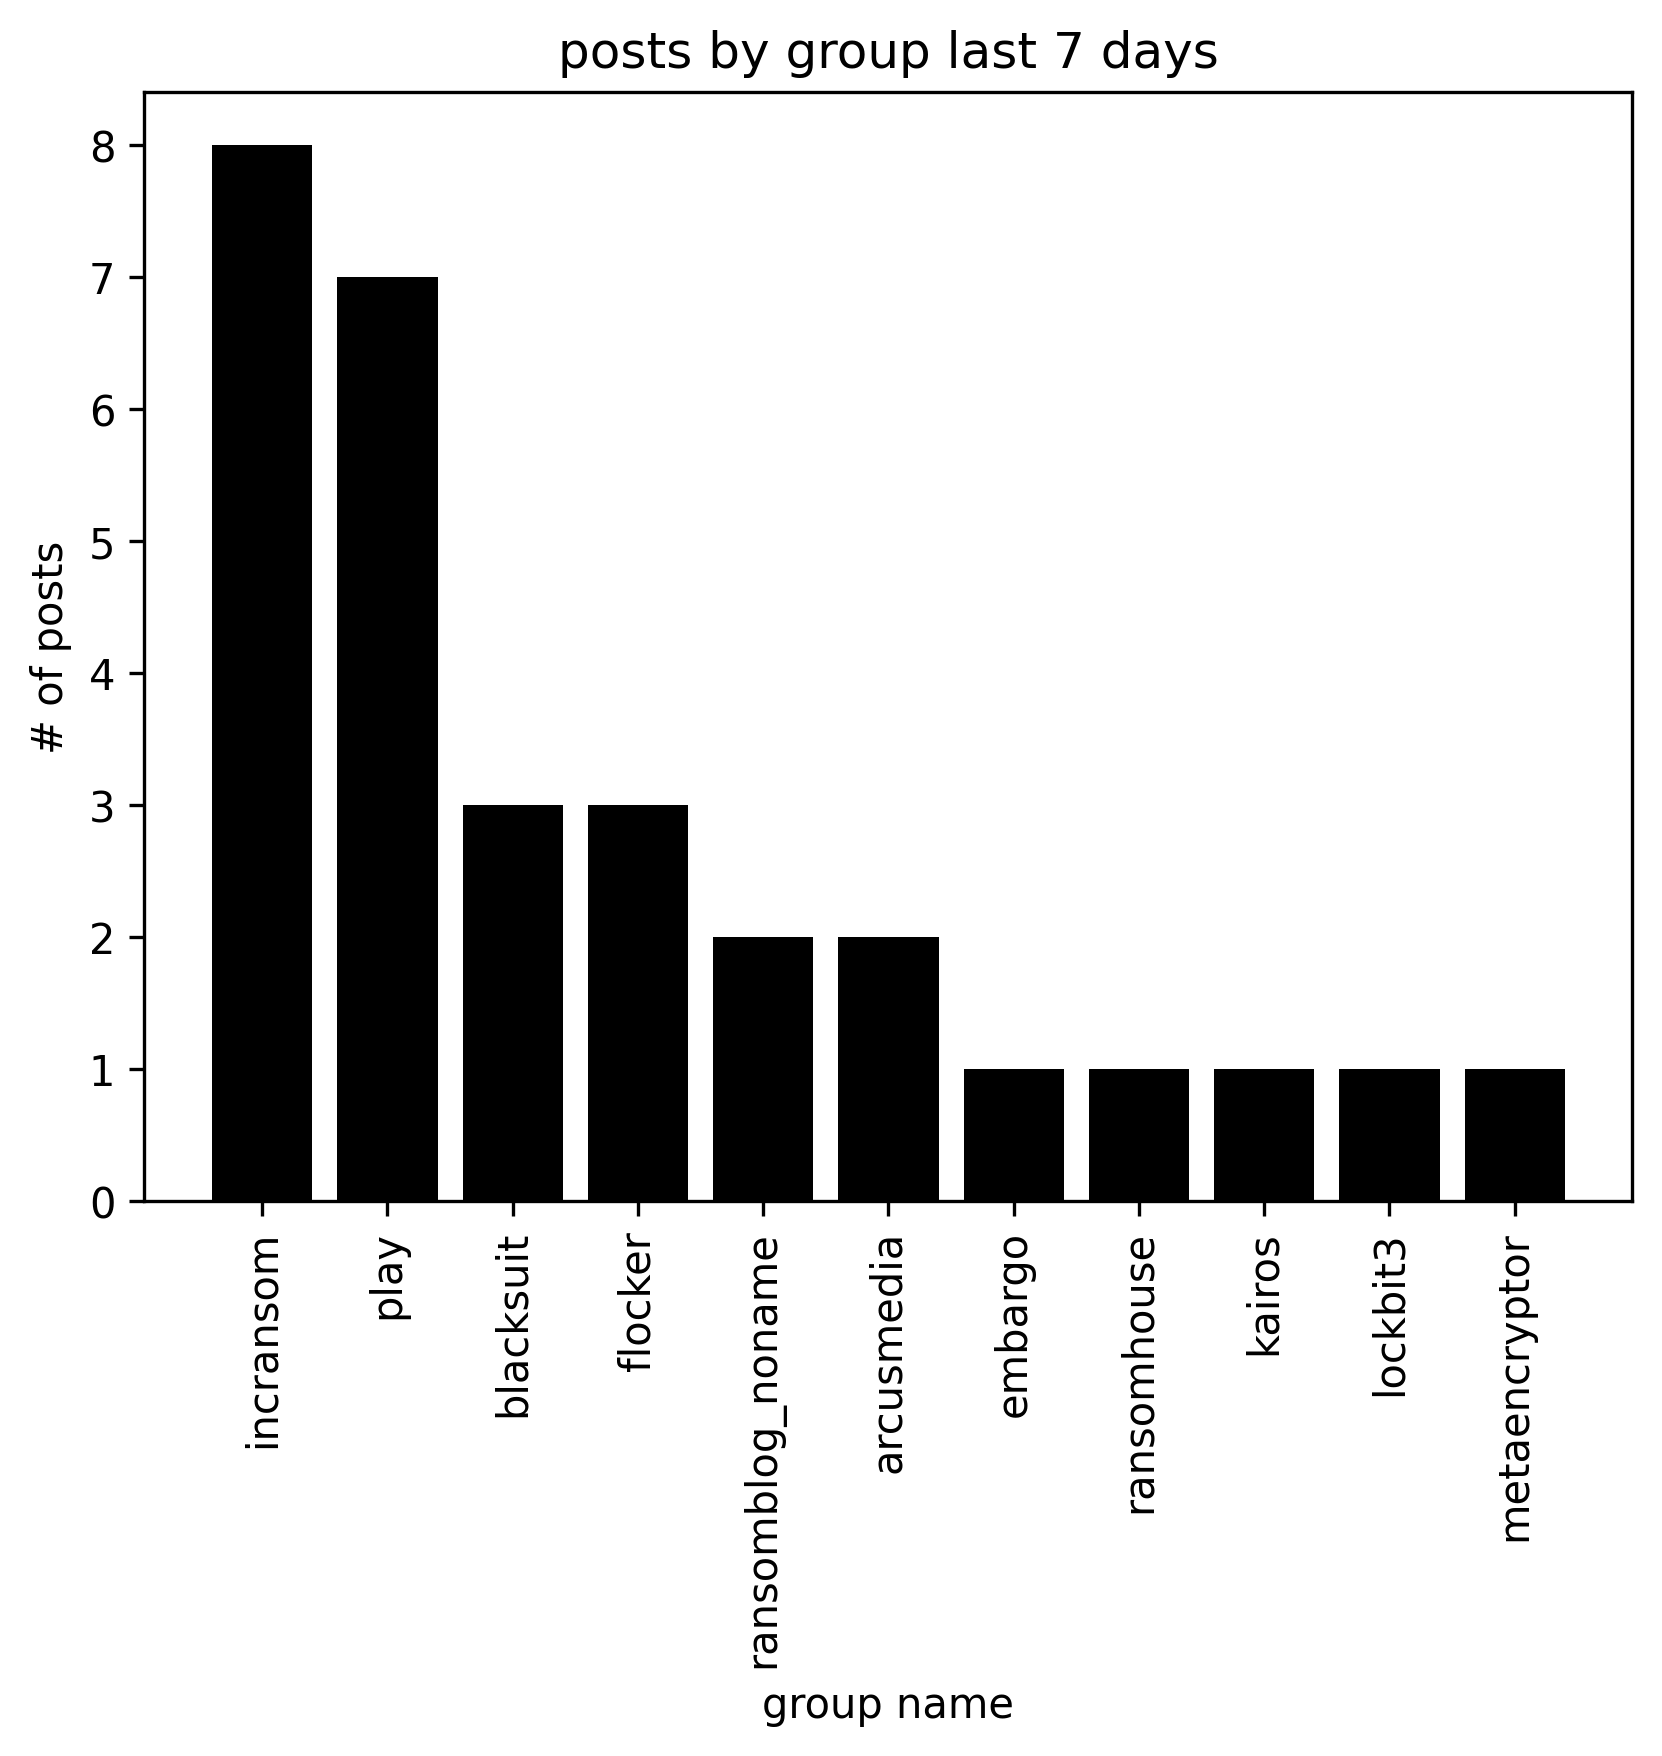 posts by group last 7 days
# of posts
8
7
6
5
4
3
2
1
0
incransom
play
blacksuit
flocker
ransomblog_noname
arcusmedia
embargo
ransomhouse
kairos
lockbit3
metaencryptor
group name